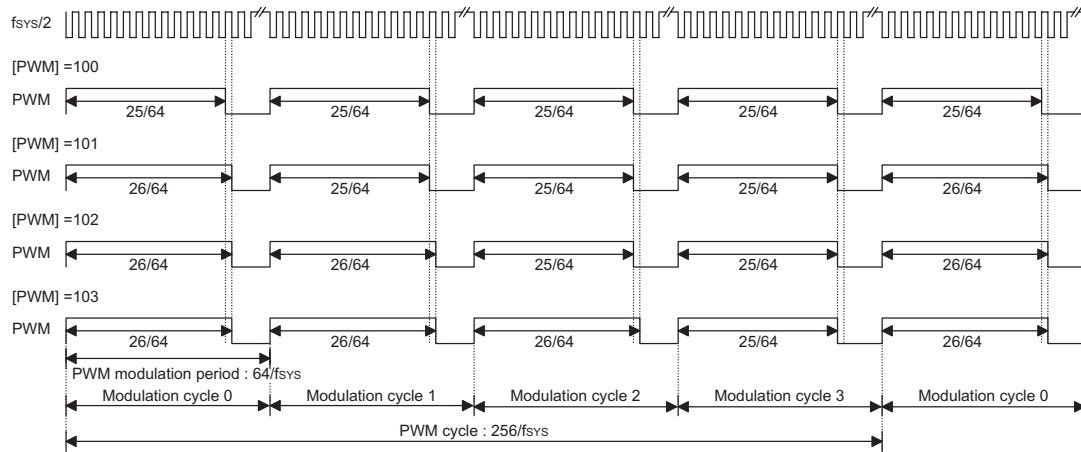 fSYS/2
[PWM] =100
PWM
25/64 25/64 25/64 25/64 25/64
[PWM] =101
PWM
26/64 25/64 25/64 25/64 26/64
[PWM] =102
PWM
26/64 26/64 25/64 25/64 26/64
[PWM] =103
PWM
26/64 26/64 26/64 25/64 26/64
PWM modulation period : 64/fSYS
Modulation cycle 0 Modulation cycle 1 Modulation cycle 2 Modulation cycle 3 Modulation cycle 0
PWM cycle : 256/fSYS